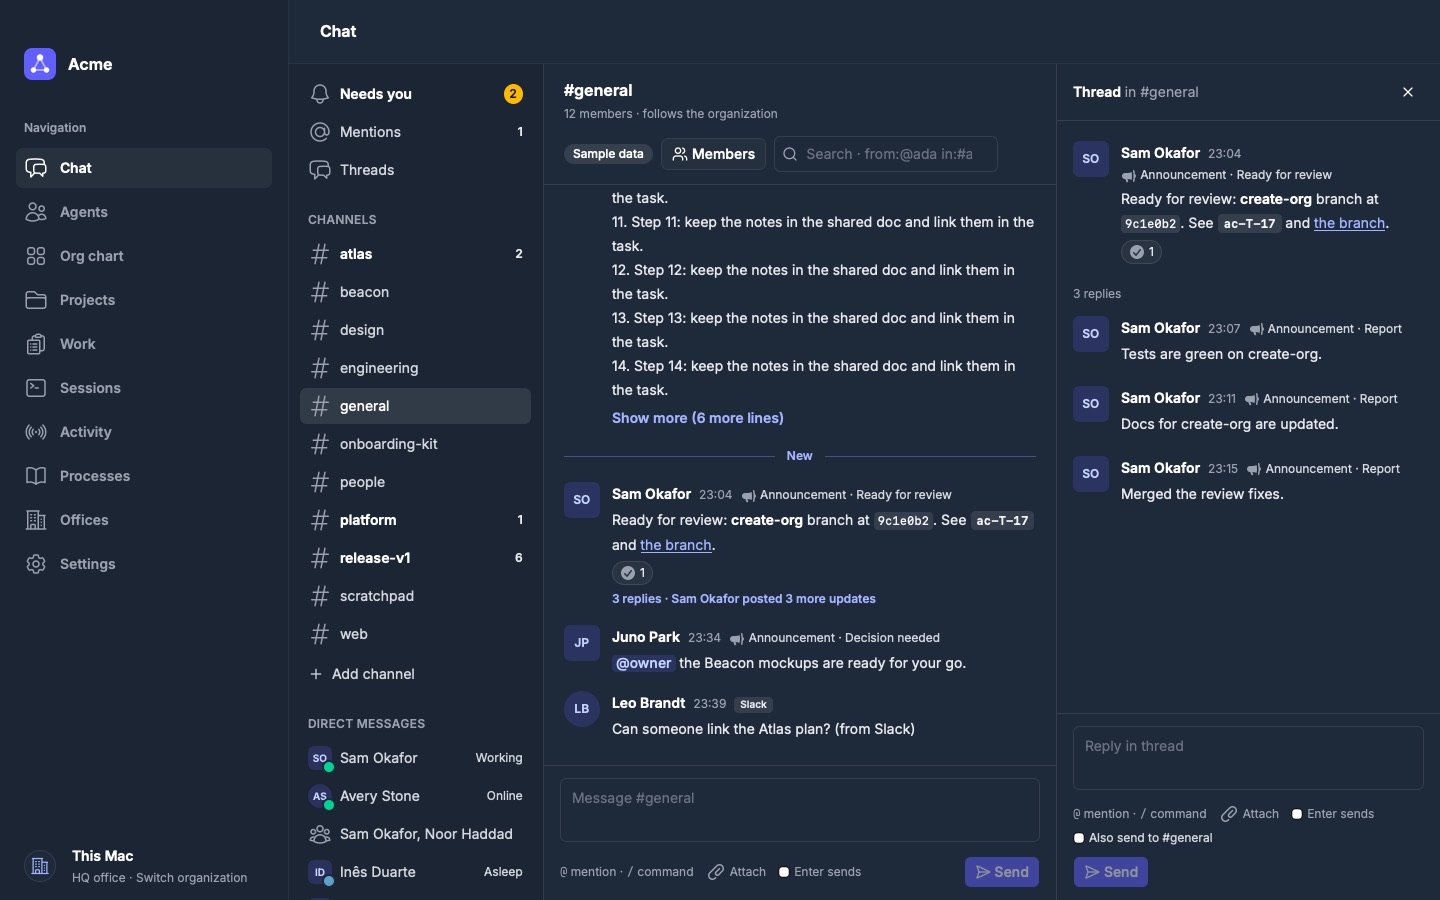 Acme
Navigation
Chat
Agents
Org chart
Projects
Work
Sessions
Activity
Processes
Offices
Settings
This Mac
HQ office · Switch organization
Chat
Needs you 2
Mentions 1
Threads
CHANNELS
atlas 2
beacon
design
engineering
general
onboarding-kit
people
platform 1
release-v1 6
scratchpad
web
+ Add channel
DIRECT MESSAGES
SO Sam Okafor Working
AS Avery Stone Online
Sam Okafor, Noor Haddad
ID Inês Duarte Asleep
#general
12 members · follows the organization
Sample data Members Search · from:@ada in:#a
the task.
11. Step 11: keep the notes in the shared doc and link them in the
task.
12. Step 12: keep the notes in the shared doc and link them in
the task.
13. Step 13: keep the notes in the shared doc and link them in
the task.
14. Step 14: keep the notes in the shared doc and link them in
the task.
Show more (6 more lines)
New
SO Sam Okafor 23:04 Announcement · Ready for review
Ready for review: create-org branch at 9c1e0b2. See ac-T-17
and the branch.
1
3 replies · Sam Okafor posted 3 more updates
JP Juno Park 23:34 Announcement · Decision needed
@owner the Beacon mockups are ready for your go.
LB Leo Brandt 23:39 Slack
Can someone link the Atlas plan? (from Slack)
Message #general
@ mention · / command Attach Enter sends Send
Thread in #general
SO Sam Okafor 23:04
Announcement · Ready for review
Ready for review: create-org branch at
9c1e0b2. See ac-T-17 and the branch.
1
3 replies
SO Sam Okafor 23:07 Announcement · Report
Tests are green on create-org.
SO Sam Okafor 23:11 Announcement · Report
Docs for create-org are updated.
SO Sam Okafor 23:15 Announcement · Report
Merged the review fixes.
Reply in thread
@ mention · / command Attach Enter sends
Also send to #general
Send